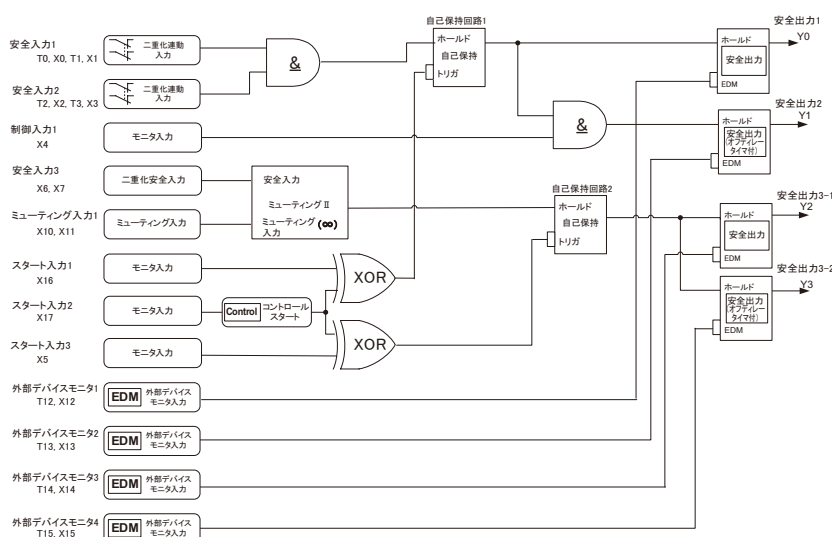 安全入力1
T0, X0, T1, X1
二重化連動
入力
&
安全入力2
T2, X2, T3, X3
二重化連動
入力
制御入力1
X4
モニタ入力
安全入力3
X6, X7
二重化安全入力
ミューティング入力1
X10, X11
ミューティング入力
安全入力
ミューティング II
ミューティング (∞)
入力
スタート入力1
X16
モニタ入力
XOR
スタート入力2
X17
モニタ入力
Control
コントロール
スタート
スタート入力3
X5
モニタ入力
XOR
外部デバイスモニタ1
T12, X12
EDM
外部デバイス
モニタ入力
外部デバイスモニタ2
T13, X13
EDM
外部デバイス
モニタ入力
外部デバイスモニタ3
T14, X14
EDM
外部デバイス
モニタ入力
外部デバイスモニタ4
T15, X15
EDM
外部デバイス
モニタ入力
自己保持回路1
ホールド
自己保持
トリガ
&
自己保持回路2
ホールド
自己保持
トリガ
安全出力1
Y0
ホールド
安全出力
EDM
安全出力2
Y1
ホールド
安全出力
(オフディレー
タイマ付)
EDM
安全出力3-1
Y2
ホールド
安全出力
EDM
安全出力3-2
Y3
ホールド
安全出力
(オフディレー
タイマ付)
EDM